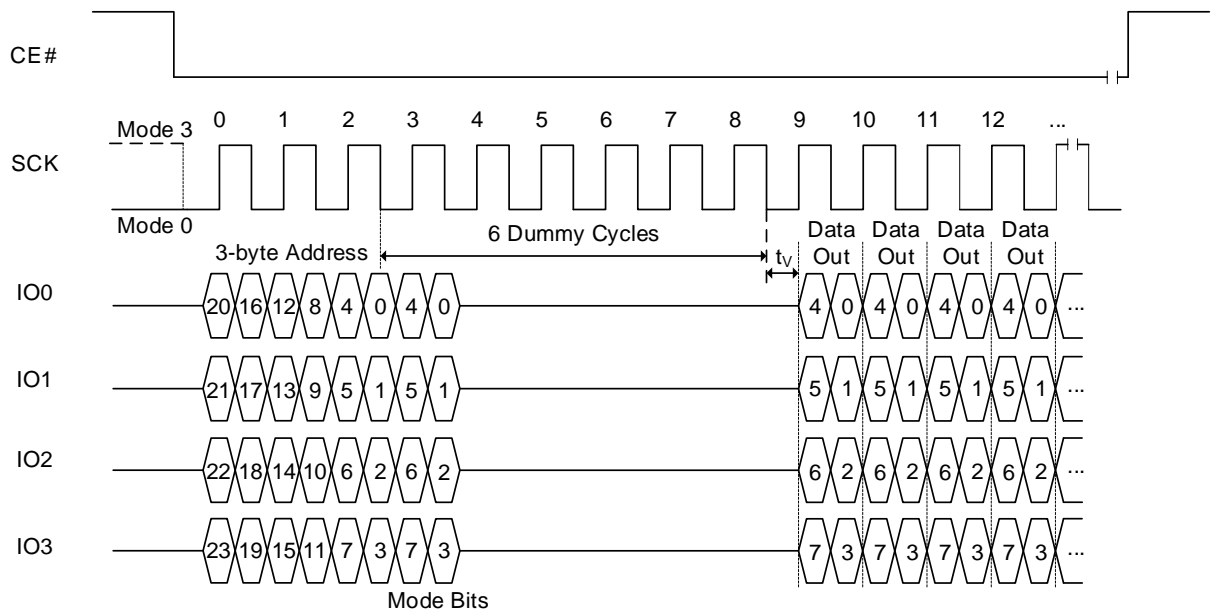 CE#
0 1 2 3 4 5 6 7 8 9 10 11 12 ...
Mode 3
SCK
Mode 0
6 Dummy Cycles
Data Data Data Data
3-byte Address
tV
Out Out Out Out
IO0
20 16 12 8 4 0 4 0 4 0 4 0 4 0 4 0 ...
IO1
21 17 13 9 5 1 5 1 5 1 5 1 5 1 5 1 ...
IO2
22 18 14 10 6 2 6 2 6 2 6 2 6 2 6 2 ...
IO3
23 19 15 11 7 3 7 3 7 3 7 3 7 3 7 3 ...
Mode Bits